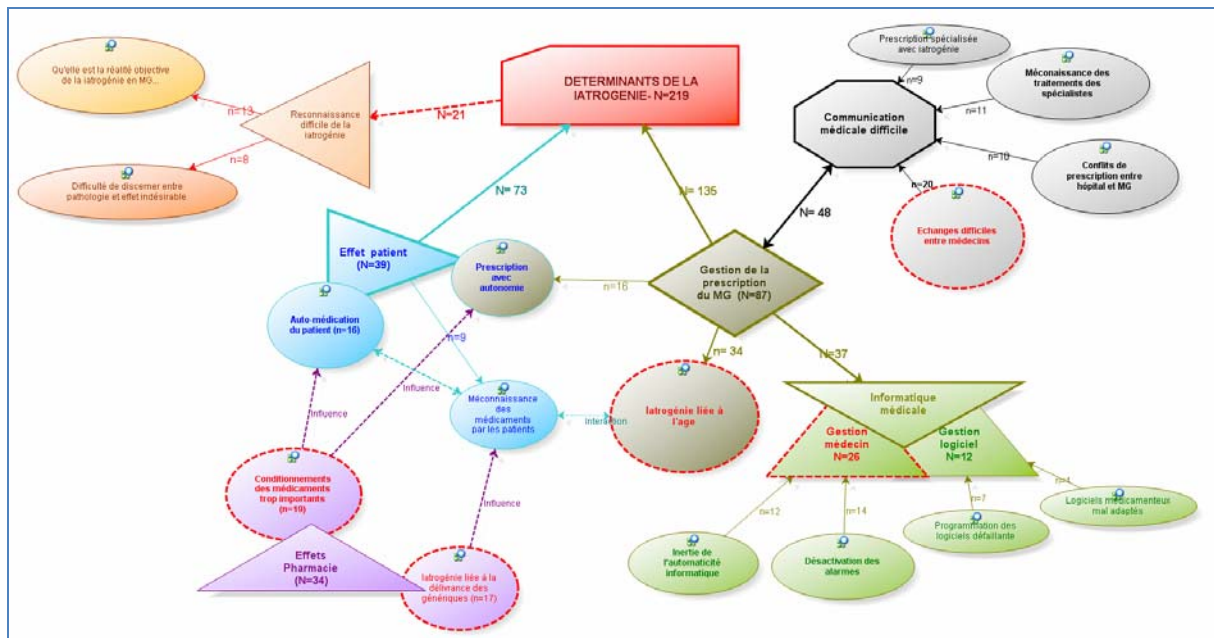 Qu'elle est la réalité objective
de la iatrogénie en MG...
n=13
Reconnaissance
difficile de la
iatrogénie
n=8
Difficulté de discerner entre
pathologie et effet indésirable
N=21
DETERMINANTS DE LA
IATROGENIE- N=219
Prescription spécialisée
avec iatrogénie
n=9
Méconaissance des
traitements des
spécialistes
n=11
Communication
médicale difficile
Conflits de
prescription entre
hôpital et MG
n=20
Echanges difficiles
entre médecins
N= 73
N= 135
N= 48
Effet patient
(N=39)
Prescription
avec
autonomie
n=16
Gestion de la
prescription
du MG (N=87)
Auto-médication
du patient (n=16)
n=9
n= 34
N=37
Influence
Influence
Méconnaissance
des
médicaments
par les patients
Interaction
Iatrogénie liée à
l'age
Informatique
médicale
Gestion
médecin
N=26
Gestion
logiciel
N=12
Conditionnements
des médicaments
trop importants
(n=19)
Influence
n=12
n=14
n=7
Logiciels médicamenteux
mal adaptés
Programmation des
logiciels défaillante
Inertie de
l'automaticité
informatique
Désactivation des
alarmes
Effets
Pharmacie
(N=34)
Iatrogénie liée à la
délivrance des
génériques (n=17)